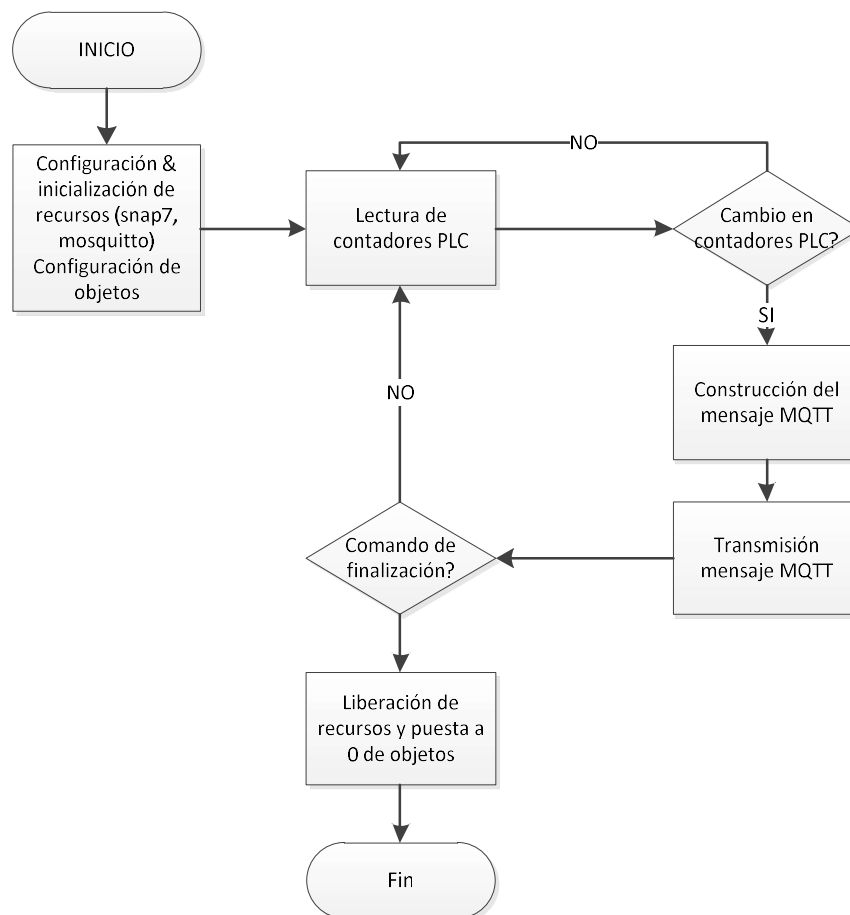 INICIO
Configuración &
inicialización de
recursos (snap7,
mosquitto)
Configuración de
objetos
Lectura de
contadores PLC
NO
Cambio en
contadores PLC?
SI
Construcción del
mensaje MQTT
Transmisión
mensaje MQTT
Comando de
finalización?
NO
Liberación de
recursos y puesta a
0 de objetos
Fin